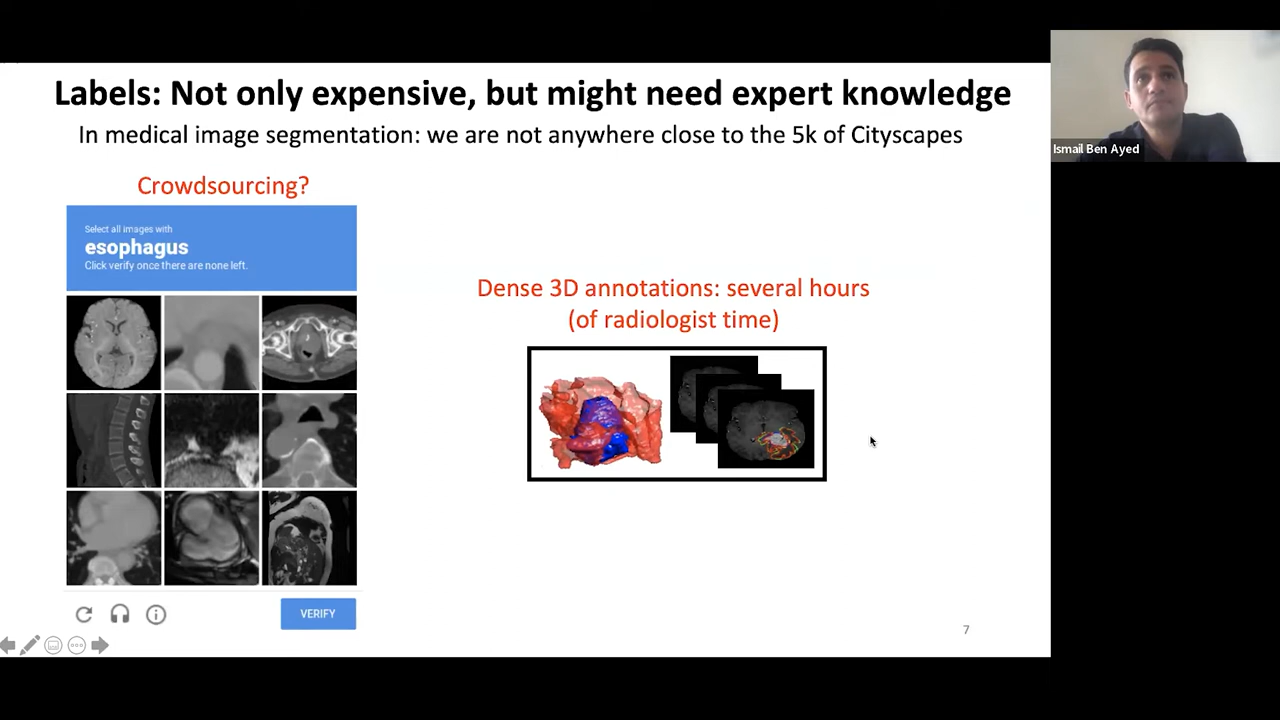 Labels: Not only expensive, but might need expert knowledge
In medical image segmentation: we are not anywhere close to the 5k of Cityscapes
Crowdsourcing?
Select all images with
esophagus
Click verify once there are none left.
Dense 3D annotations: several hours
(of radiologist time)
VERIFY
7
Ismail Ben Ayed